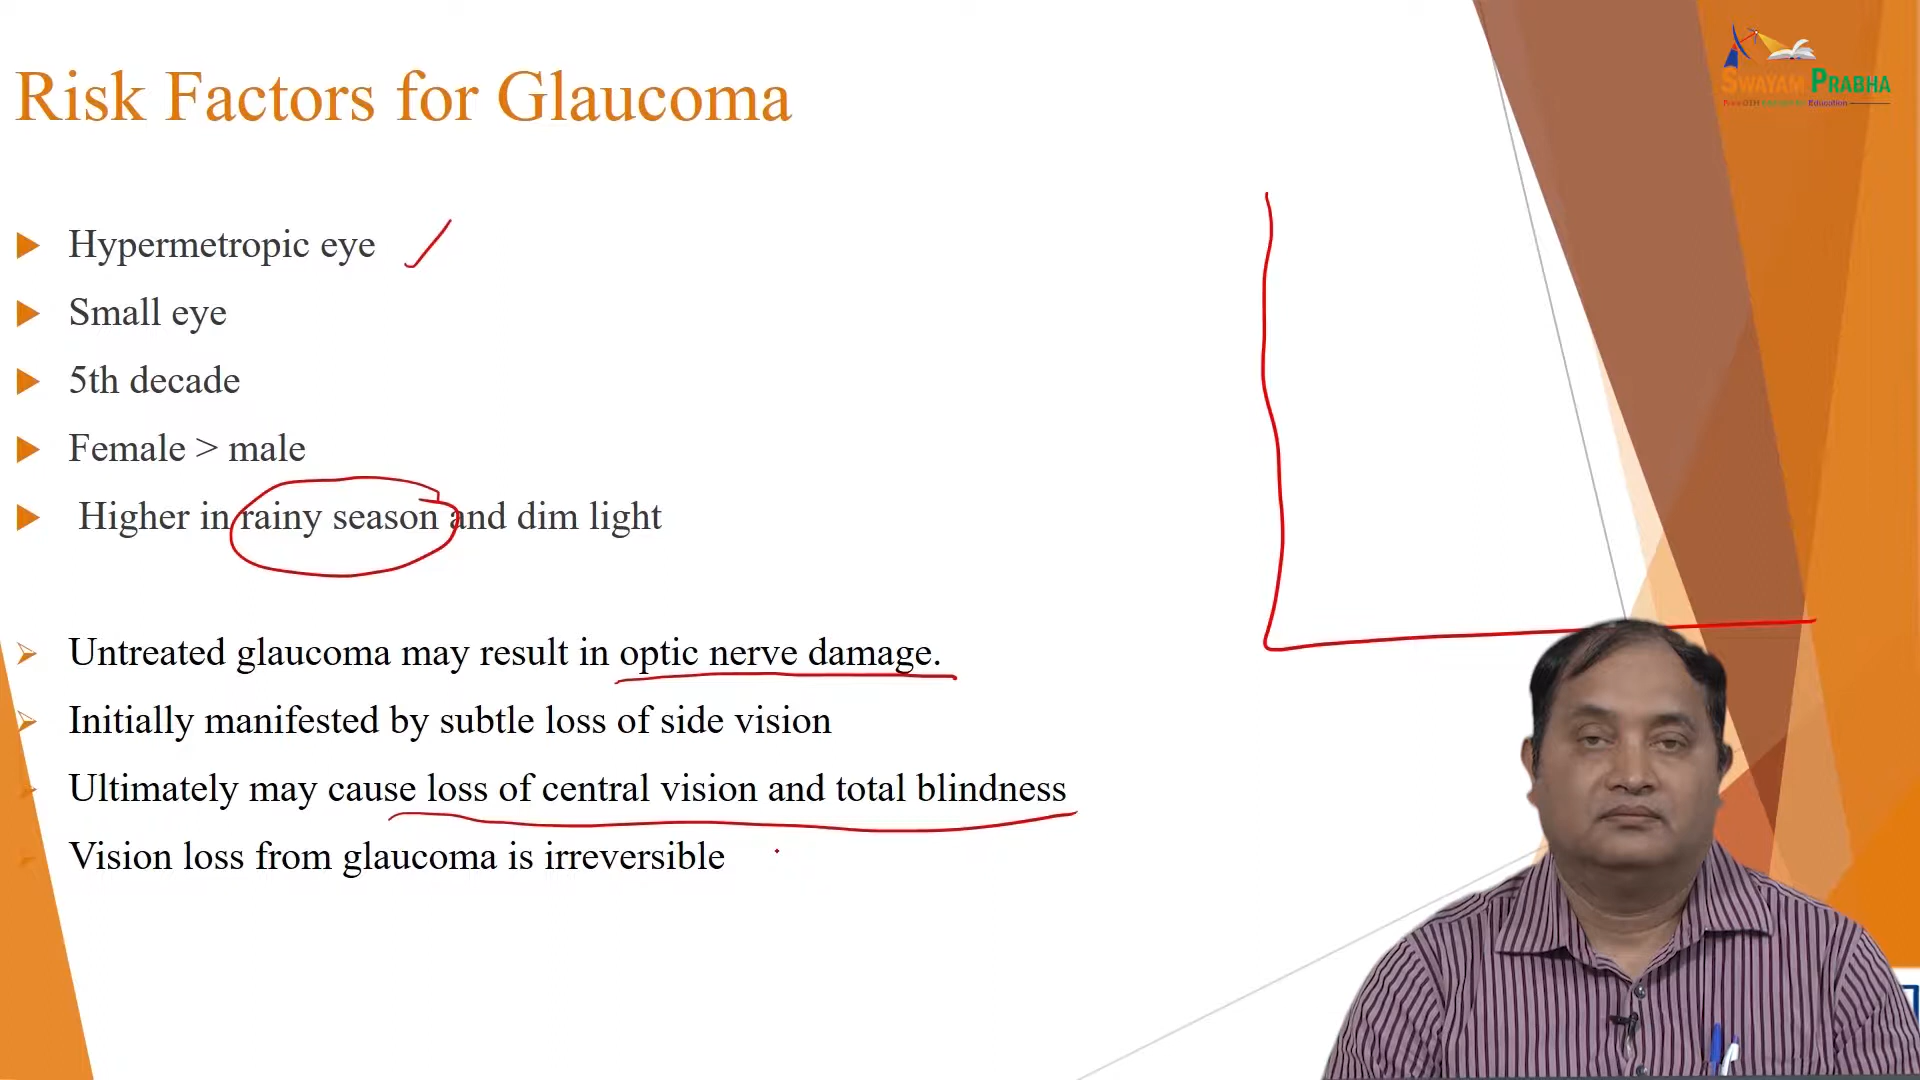 SWAYAM PRABHA
Risk Factors for Glaucoma
Hypermetropic eye
Small eye
5th decade
Female > male
Higher in rainy season and dim light
Untreated glaucoma may result in optic nerve damage.
Initially manifested by subtle loss of side vision
Ultimately may cause loss of central vision and total blindness
Vision loss from glaucoma is irreversible